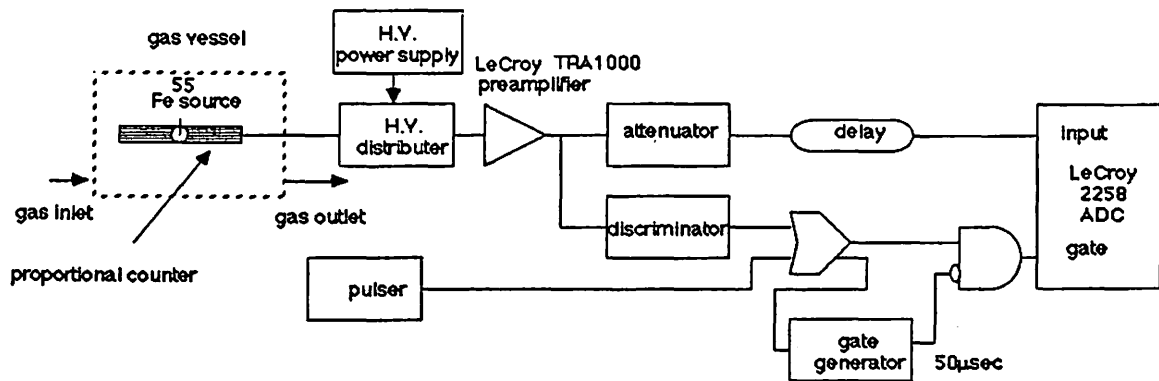 gas vessel
55
Fe source
gas inlet
gas outlet
proportional counter
H.V.
power supply
H.V.
distributer
LeCroy TRA1000
preamplifier
attenuator
delay
discriminator
pulser
gate
generator
50μsec
Input
LeCroy
2258
ADC
gate